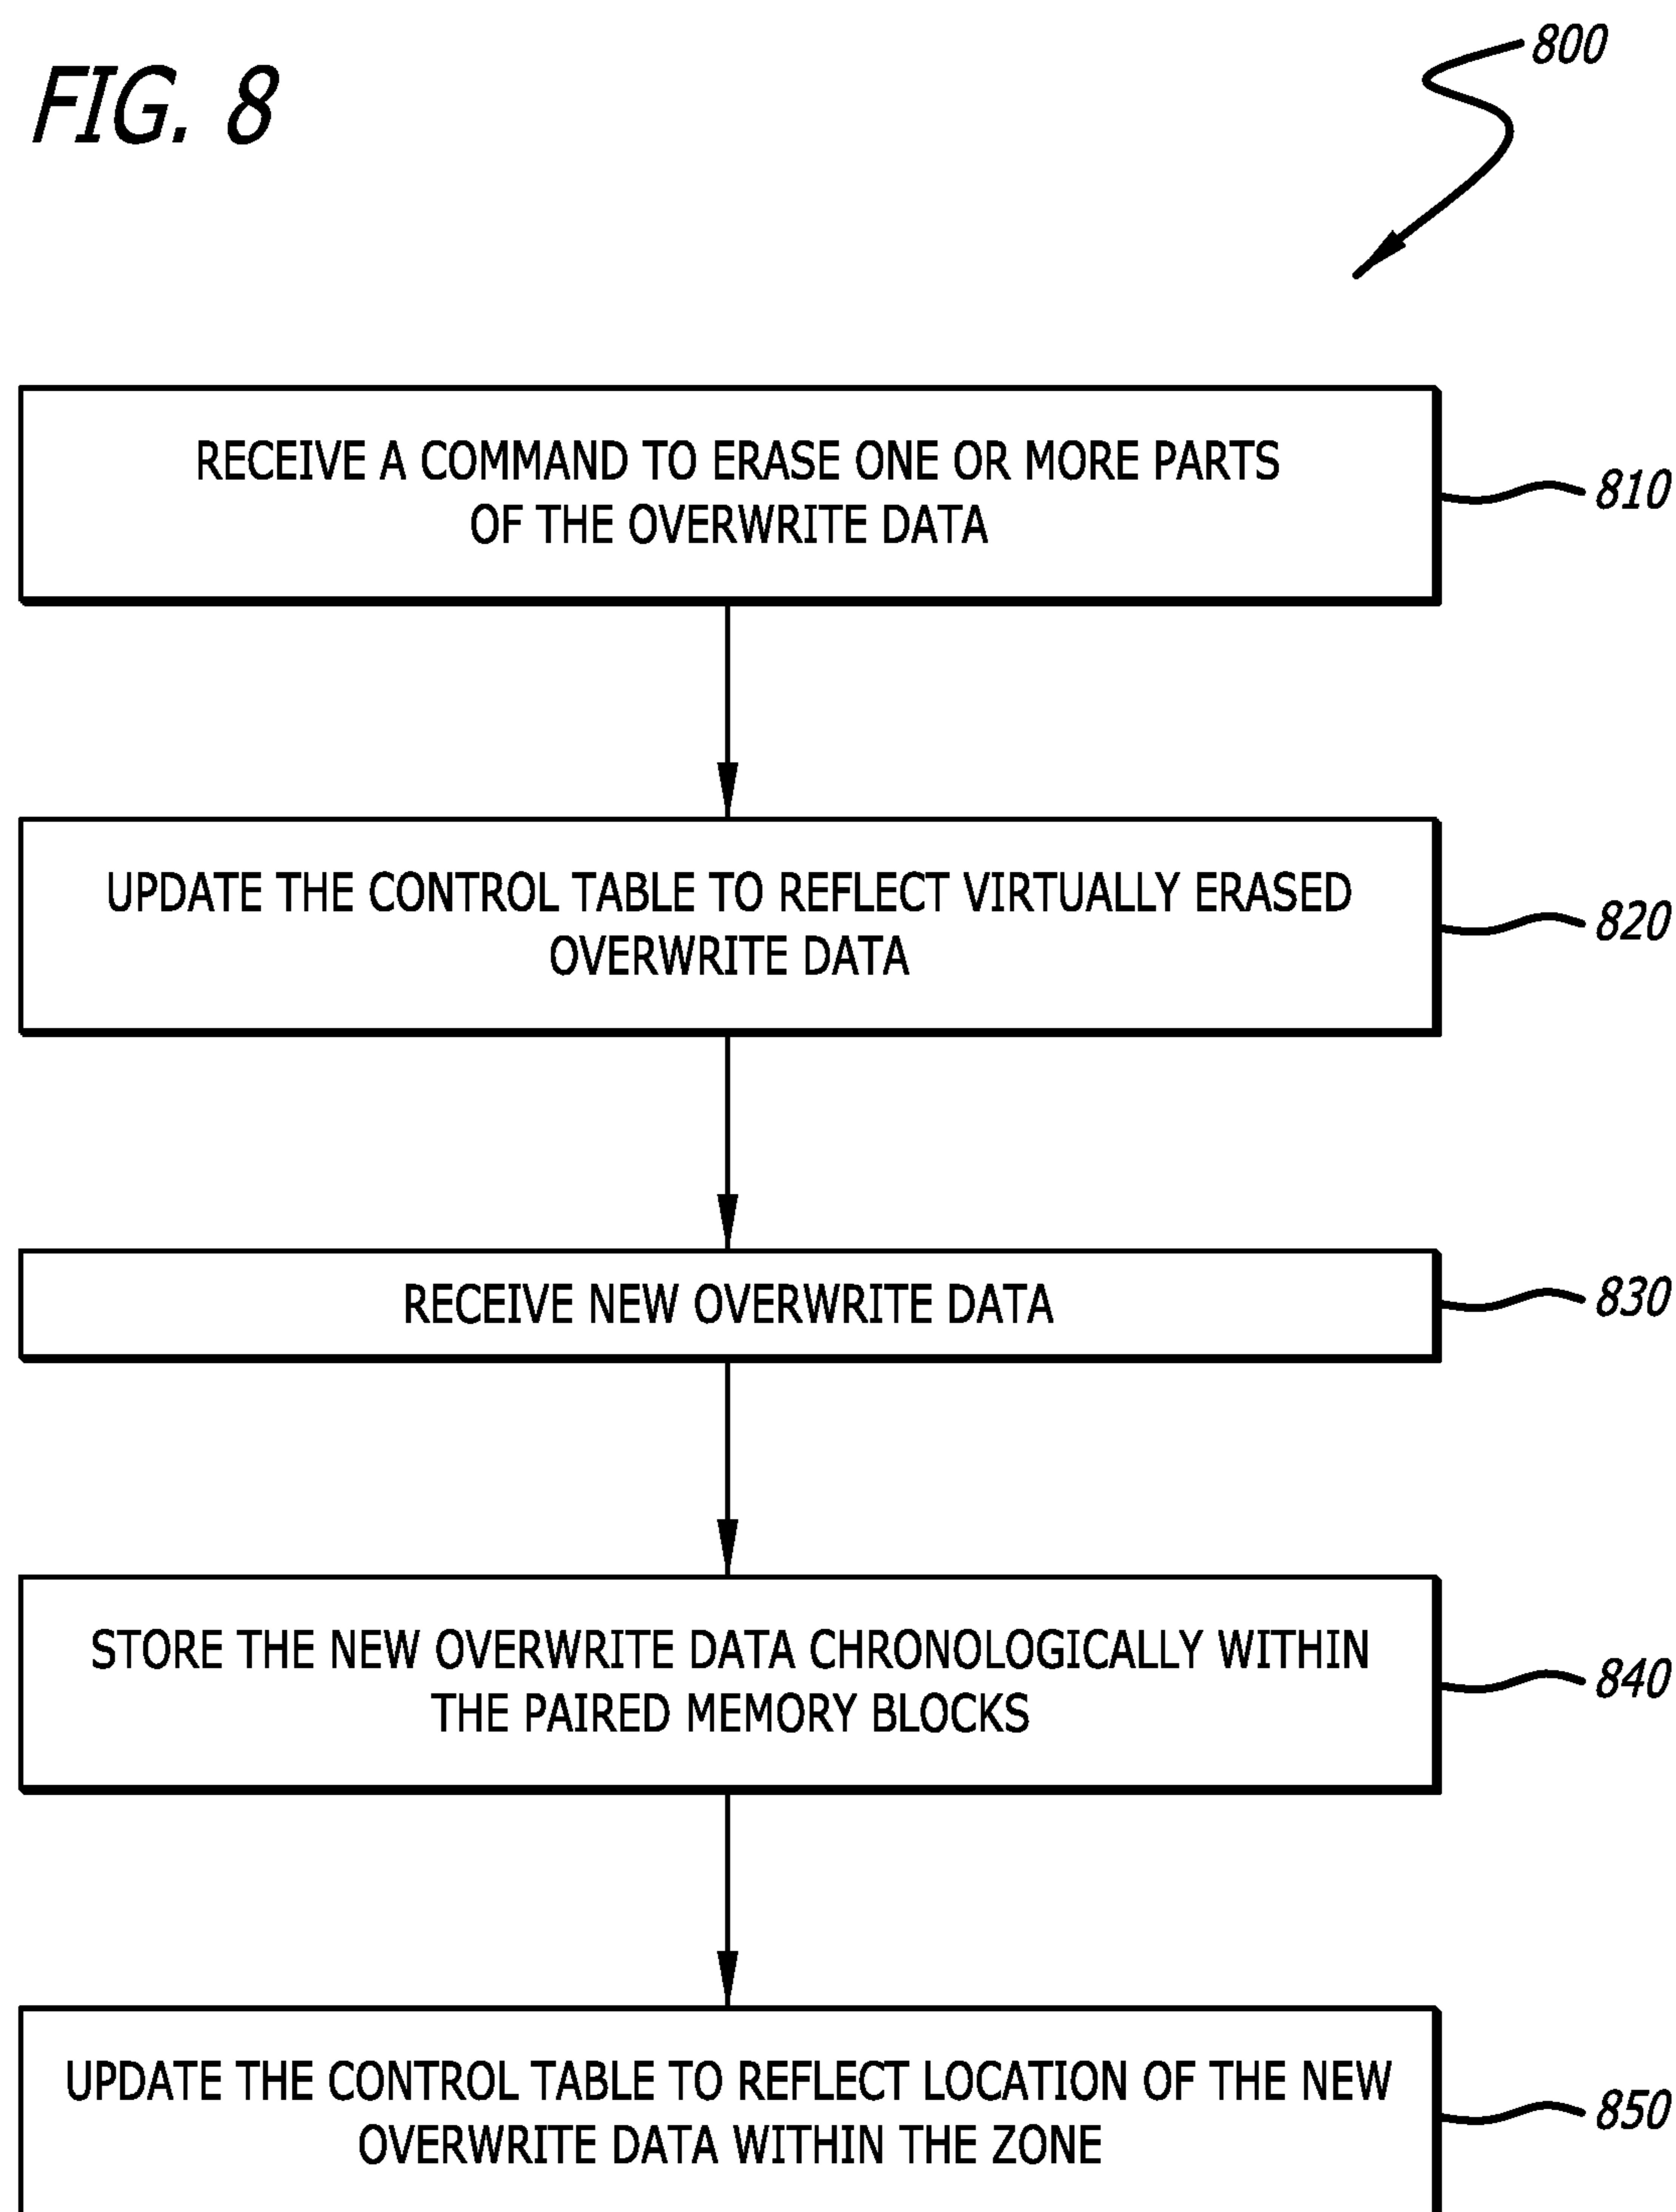 FIG. 8
800
RECEIVE A COMMAND TO ERASE ONE OR MORE PARTS
OF THE OVERWRITE DATA
810
UPDATE THE CONTROL TABLE TO REFLECT VIRTUALLY ERASED
OVERWRITE DATA
820
RECEIVE NEW OVERWRITE DATA
830
STORE THE NEW OVERWRITE DATA CHRONOLOGICALLY WITHIN
THE PAIRED MEMORY BLOCKS
840
UPDATE THE CONTROL TABLE TO REFLECT LOCATION OF THE NEW
OVERWRITE DATA WITHIN THE ZONE
850